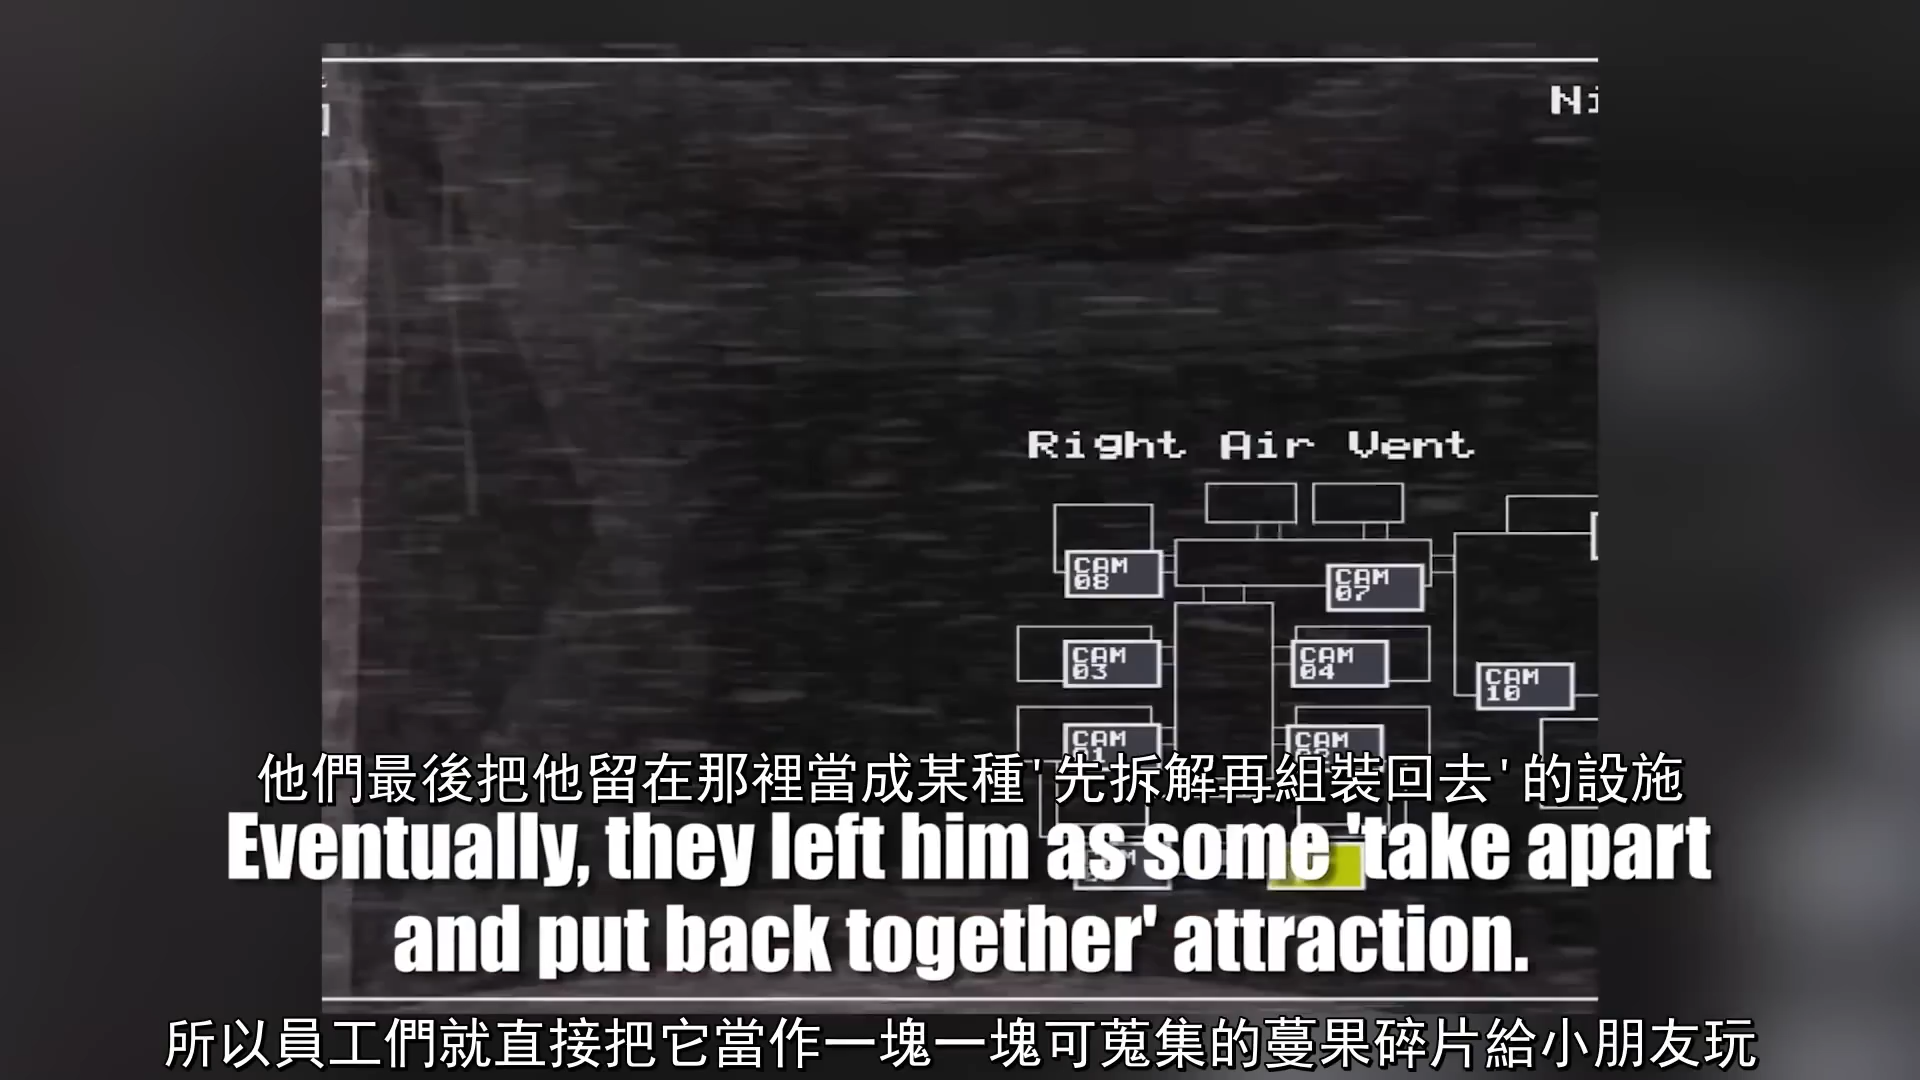 Ni
Right Air Vent
CAM
08
CAM
07
CAM
03
CAM
04
CAM
10
CAM
01
CAM
他們最後把他留在那裡當成某種'先拆解再組裝回去'的設施
Eventually, they left him as some 'take apart
and put back together' attraction.
所以員工們就直接把它當作一塊一塊可蒐集的蔓果碎片給小朋友玩